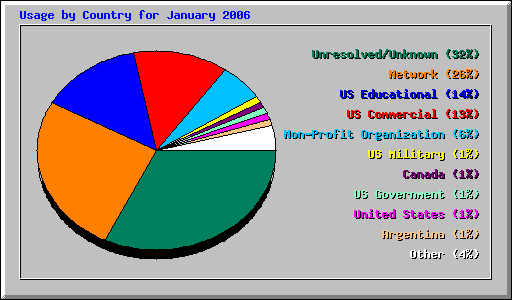 Usage by Country for January 2006
Unresolved/Unknown (32%)
Network (26%)
US Educational (14%)
US Commercial (13%)
Non-Profit Organization (6%)
US Military (1%)
Canada (1%)
US Government (1%)
United States (1%)
Argentina (1%)
Other (4%)